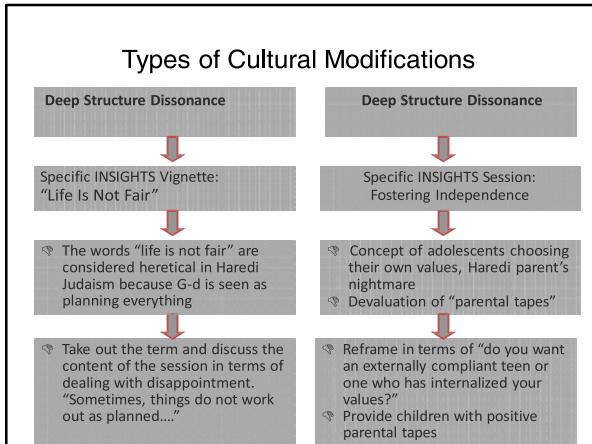 Types of Cultural Modifications
Deep Structure Dissonance
Specific INSIGHTS Vignette:
“Life Is Not Fair”
The words “life is not fair” are
considered heretical in Haredi
Judaism because G-d is seen as
planning everything
Take out the term and discuss the
content of the session in terms of
dealing with disappointment.
“Sometimes, things do not work
out as planned....”
Deep Structure Dissonance
Specific INSIGHTS Session:
Fostering Independence
Concept of adolescents choosing
their own values, Haredi parent’s
nightmare
Devaluation of “parental tapes”
Reframe in terms of “do you want
an externally compliant teen or
one who has internalized your
values?”
Provide children with positive
parental tapes